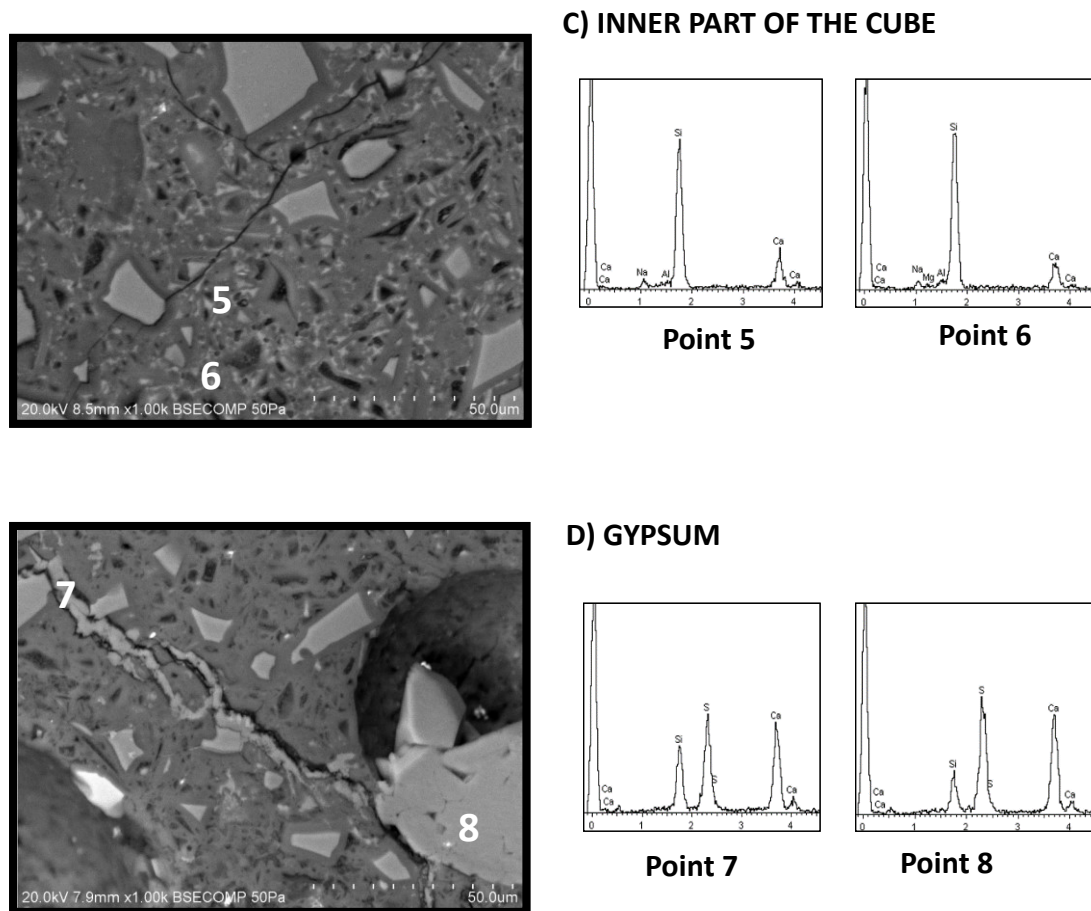 C) INNER PART OF THE CUBE
5
6
20.0kV 8.5mm x1.00k BSECOMP 50Pa 50.0um
Si
Ca
Ca
Ca
Na
Al
Ca
0 1 2 3 4
Point 5
Si
Ca
Ca
Ca
Na
Mg
Al
Ca
0 1 2 3 4
Point 6
D) GYPSUM
7
8
20.0kV 7.9mm x1.00k BSECOMP 50Pa 50.0um
S
Ca
Si
S
Ca
Ca
Ca
0 1 2 3 4
Point 7
S
Ca
Si
S
Ca
Ca
Ca
0 1 2 3 4
Point 8